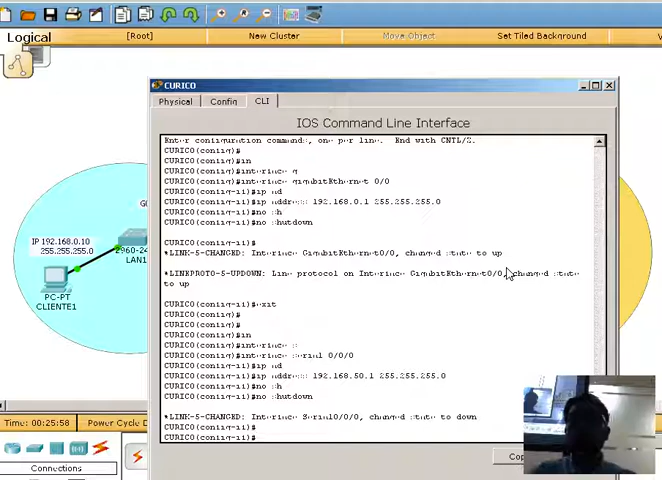 Logical
[Root]
New Cluster
Move Object
Set Tiled Background
CURICO
Physical
Config
CLI
IOS Command Line Interface
Enter configuration commands, one per line. End with CNTL/Z.
CURICO(config)#
CURICO(config)#in
CURICO(config)#interface g
CURICO(config)#interface gigabitEthernet 0/0
CURICO(config-if)#ip ad
CURICO(config-if)#ip address 192.168.0.1 255.255.255.0
CURICO(config-if)#no sh
CURICO(config-if)#no shutdown
CURICO(config-if)#
*LINK-5-CHANGED: Interface GigabitEthernet0/0, changed state to up
*LINEPROTO-5-UPDOWN: Line protocol on Interface GigabitEthernet0/0, changed state
to up
CURICO(config-if)#exit
CURICO(config)#
CURICO(config)#
CURICO(config)#in
CURICO(config)#interface s
CURICO(config)#interface serial 0/0/0
CURICO(config-if)#ip ad
CURICO(config-if)#ip address 192.168.50.1 255.255.255.0
CURICO(config-if)#no sh
CURICO(config-if)#no shutdown
*LINK-5-CHANGED: Interface Serial0/0/0, changed state to down
CURICO(config-if)#
CURICO(config-if)#
IP 192.168.0.10
255.255.255.0
2960-24
LAN1
PC-PT
CLIENTE1
Time: 00:25:58
Power Cycle D
Connections